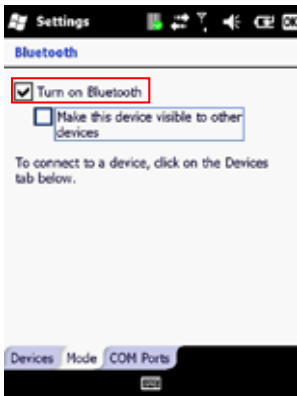 Settings
OK
Bluetooth
Turn on Bluetooth
Make this device visible to other
devices
To connect to a device, click on the Devices
tab below.
Devices Mode COM Ports